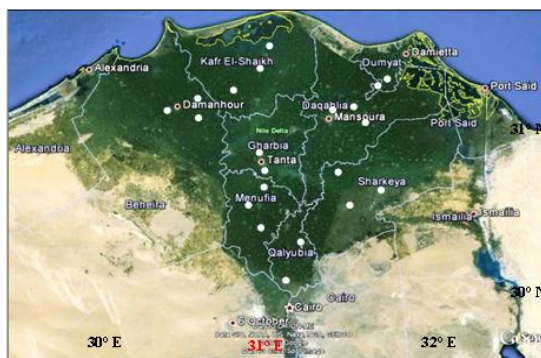 Kafr El-Shaikh
Damietta
Dumyat
Alexandria
Port Said
Damanhour
Daqahlia
Mansoura
Port Said
31° N
Nile Delta
Gharbia
Alexandria
Tanta
Sharkeya
Menufia
Beheira
Ismailia
Ismailia
Qalyubia
30° N
Cairo
Cairo
6 October
30° E
31° E
32° E